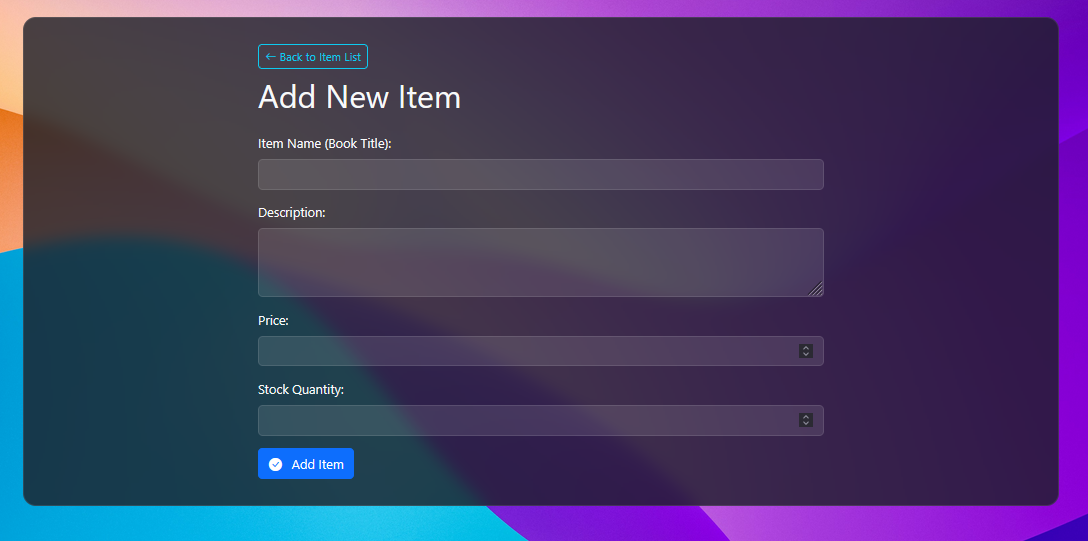 ← Back to Item List
Add New Item
Item Name (Book Title):
Description:
Price:
Stock Quantity:
Add Item